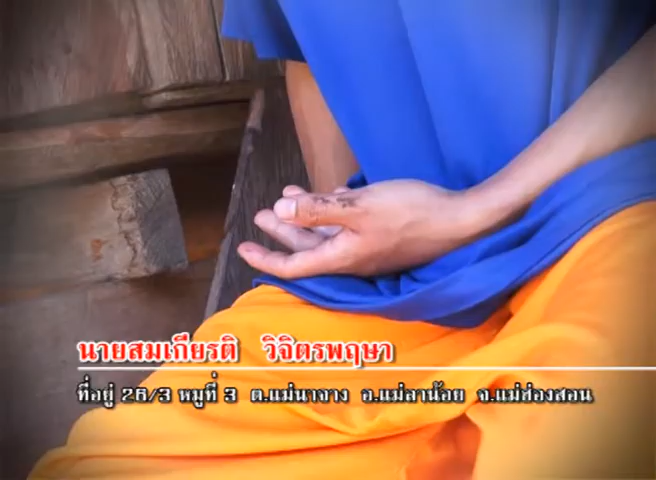 นายสมเกียรติ วิจิตรพฤษา
ที่อยู่ 26/3 หมู่ที่ 3 ต.แม่นาจาง อ.แม่ลาน้อย จ.แม่ฮ่องสอน